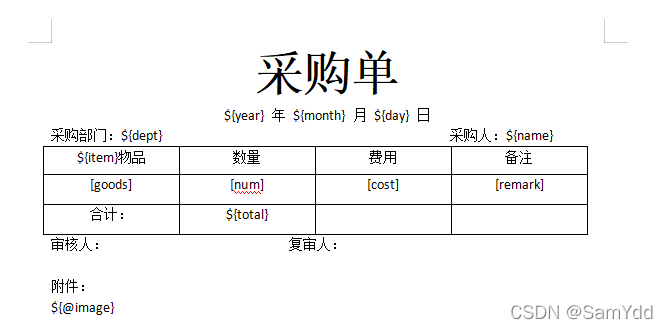 采购单
${year} 年 ${month} 月 ${day} 日
采购部门：${dept} 采购人：${name}
${item}物品 数量 费用 备注
[goods] [num] [cost] [remark]
合计： ${total}
审核人： 复审人：
附件：
${@image}
CSDN @SamYdd